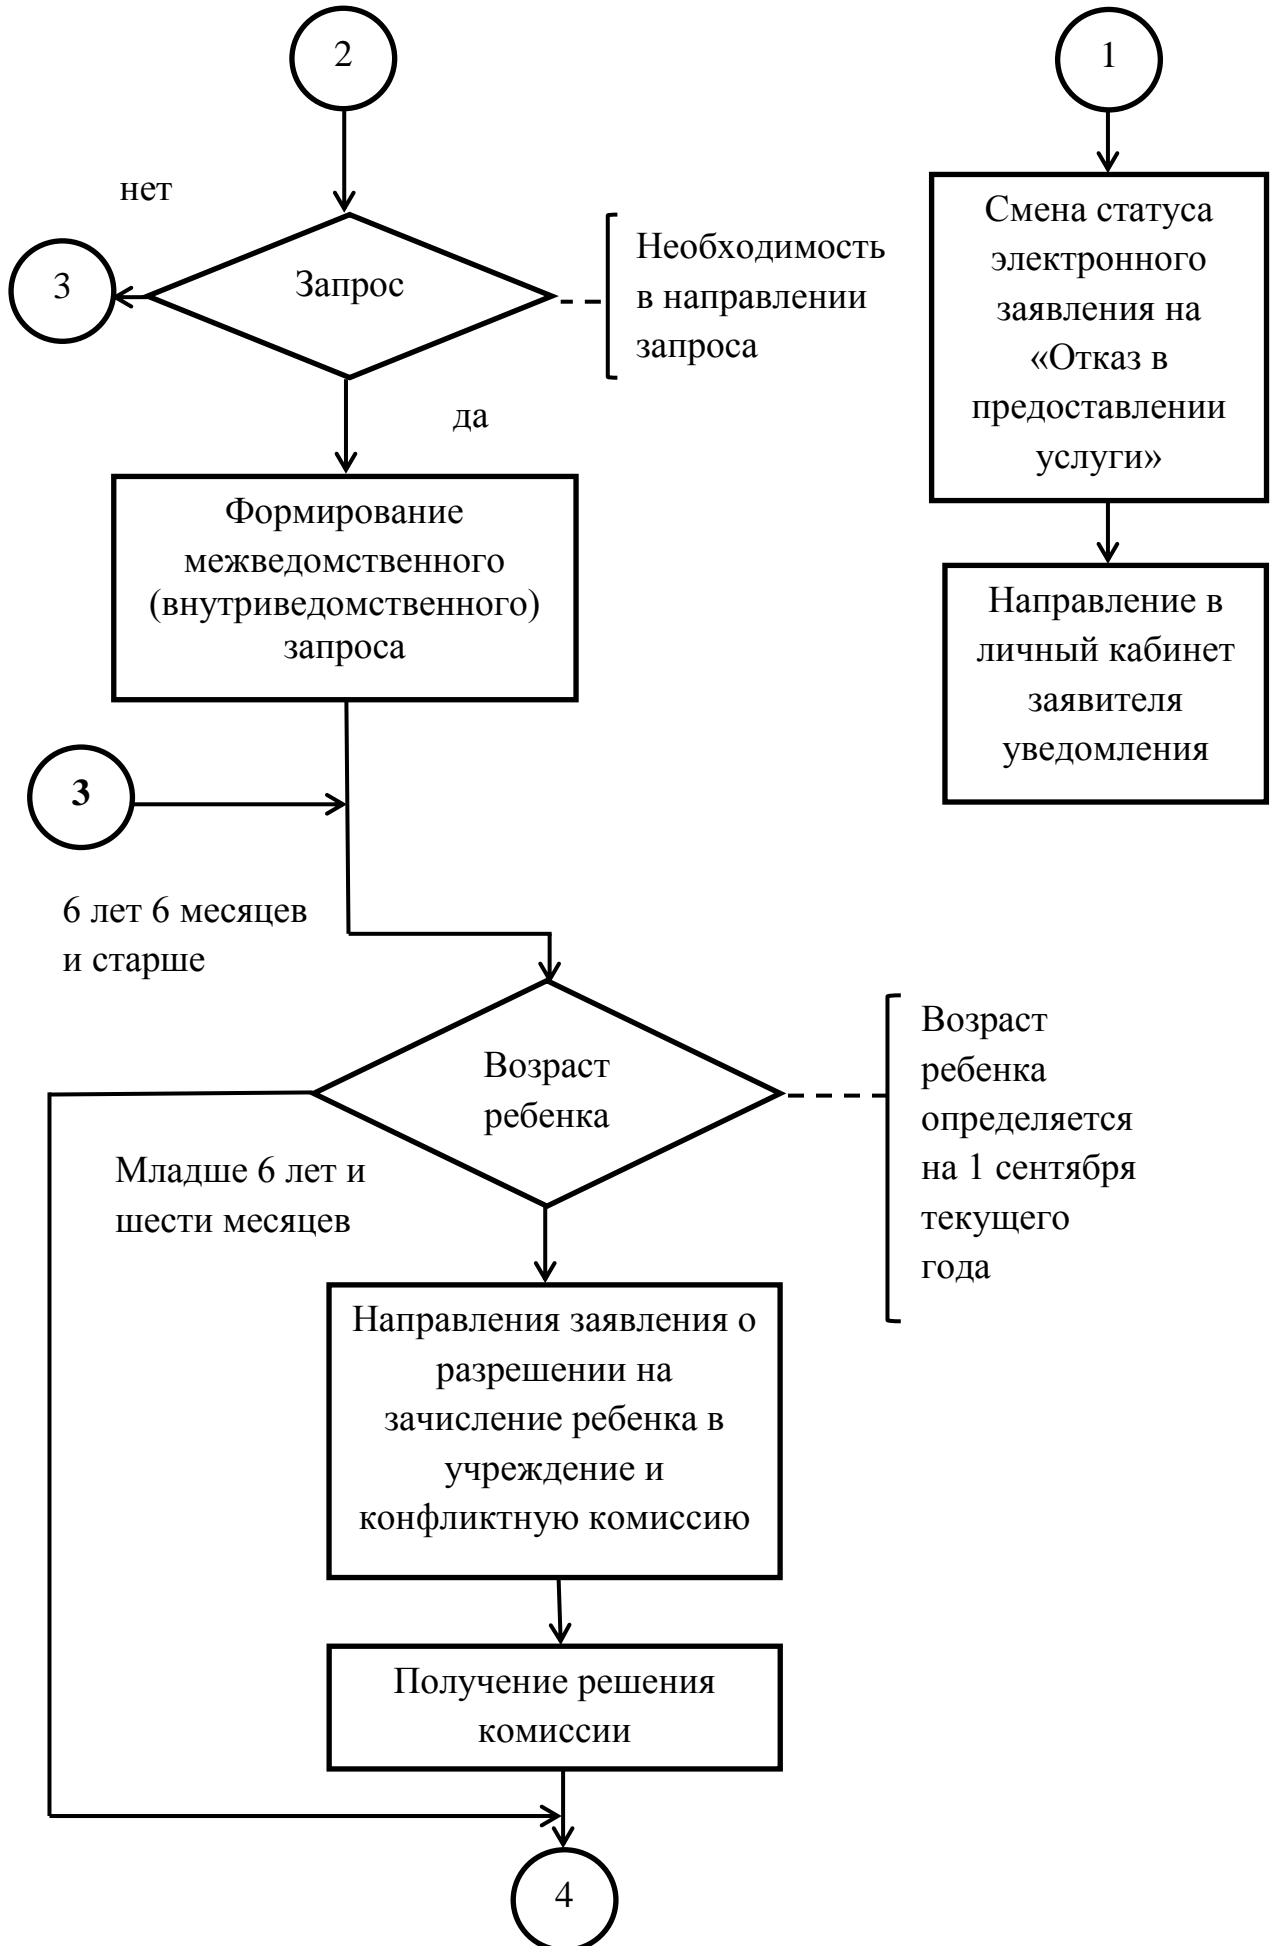 2
нет
3
Запрос
Необходимость
в направлении
запроса
да
Формирование
межведомственного
(внутриведомственного)
запроса
3
6 лет 6 месяцев
и старше
Возраст
ребенка
Возраст
ребенка
определяется
на 1 сентября
текущего
года
Младше 6 лет и
шести месяцев
Направления заявления о
разрешении на
зачисление ребенка в
учреждение и
конфликтную комиссию
Получение решения
комиссии
4
1
Смена статуса
электронного
заявления на
«Отказ в
предоставлении
услуги»
Направление в
личный кабинет
заявителя
уведомления